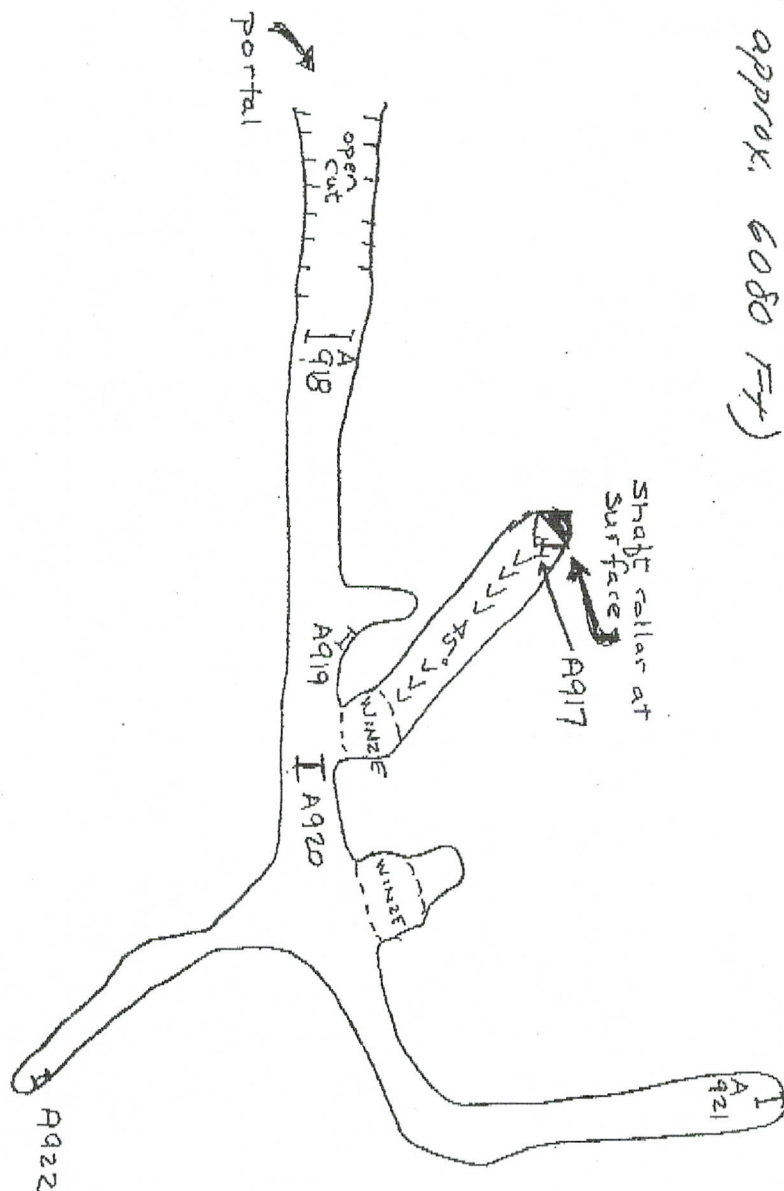 approx. 6080 Ft)
shaft collar at
surface
A917
portal
open
cut
A
918
A919
45°
WINZE
A920
WINZE
I
A
921
A922